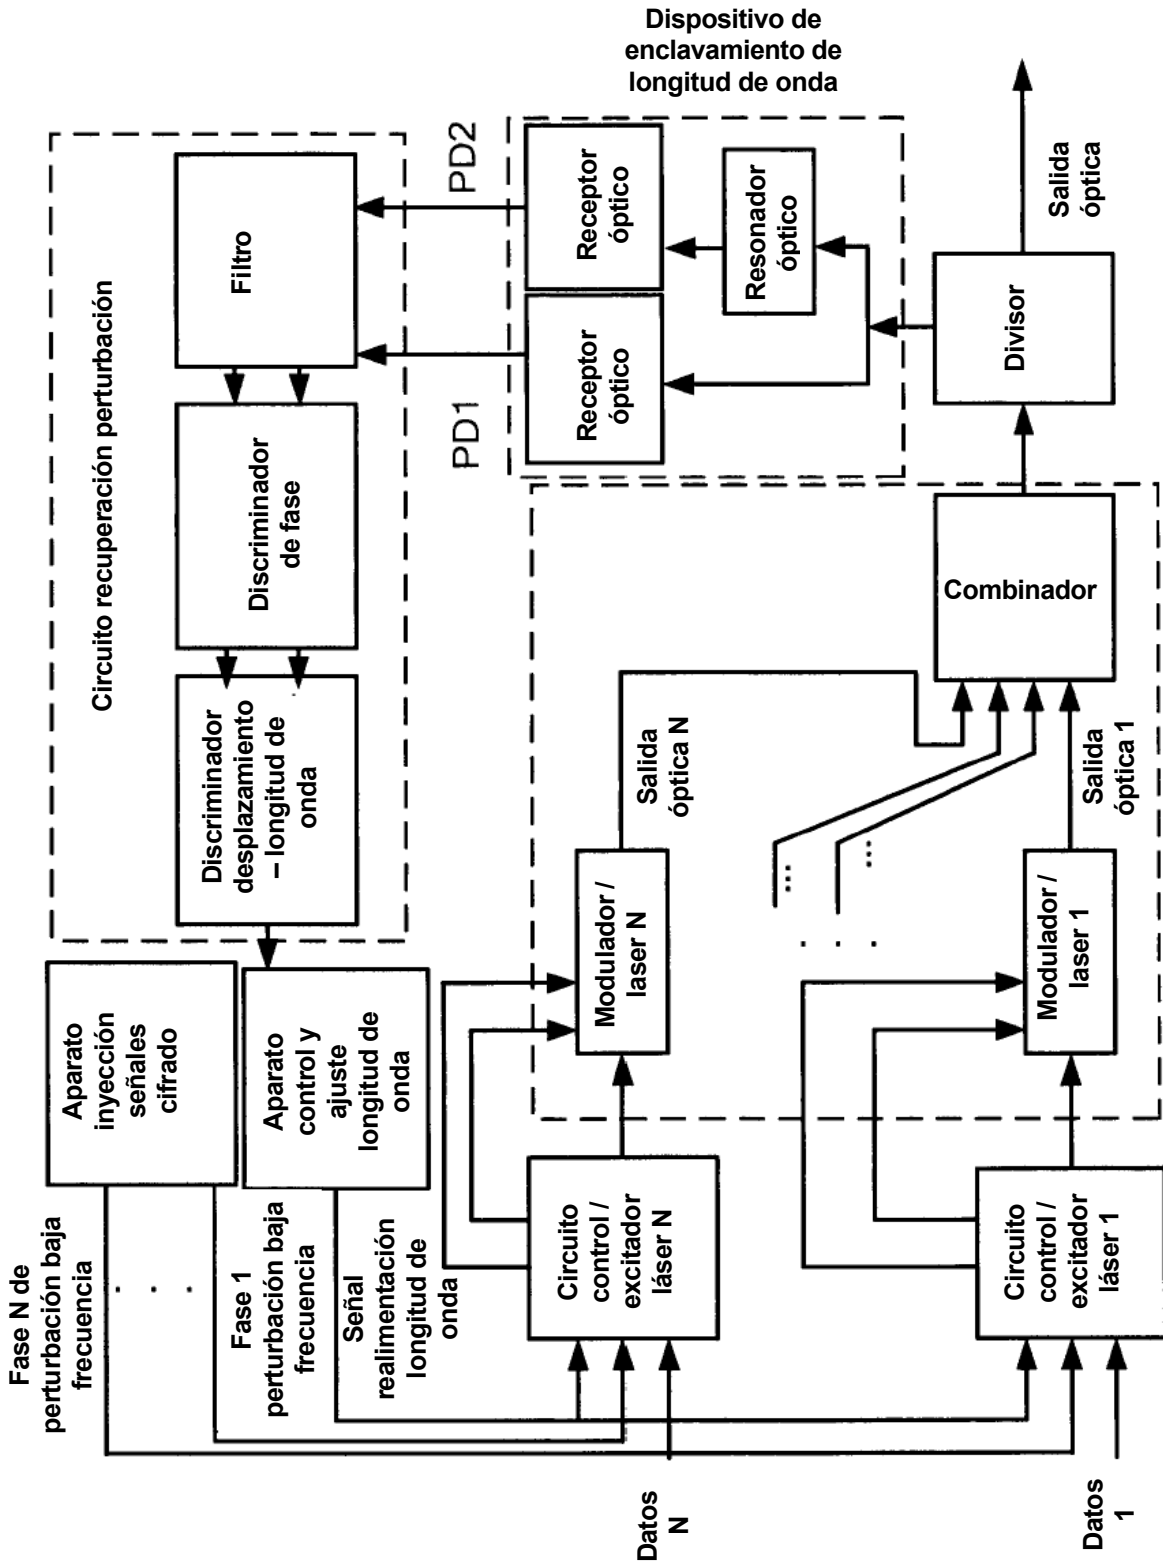 Dispositivo de
enclavamiento de
longitud de onda
Circuito recuperación perturbación
Filtro
Discriminador
de fase
Discriminador
desplazamiento
– longitud de
onda
PD2
PD1
Receptor
óptico
Receptor
óptico
Resonador
óptico
Divisor
Salida
óptica
Combinador
Aparato
inyección
señales
cifrado
Aparato
control y
ajuste
longitud de
onda
Modulador /
laser N
Salida
óptica N
...
...
. . .
Modulador /
laser 1
Salida
óptica 1
Fase N de
perturbación baja
frecuencia
. . .
Fase 1
perturbación baja
frecuencia
Señal
realimentación
longitud de
onda
Circuito
control /
excitador
láser N
Circuito
control /
excitador
láser 1
Datos
N
Datos
1